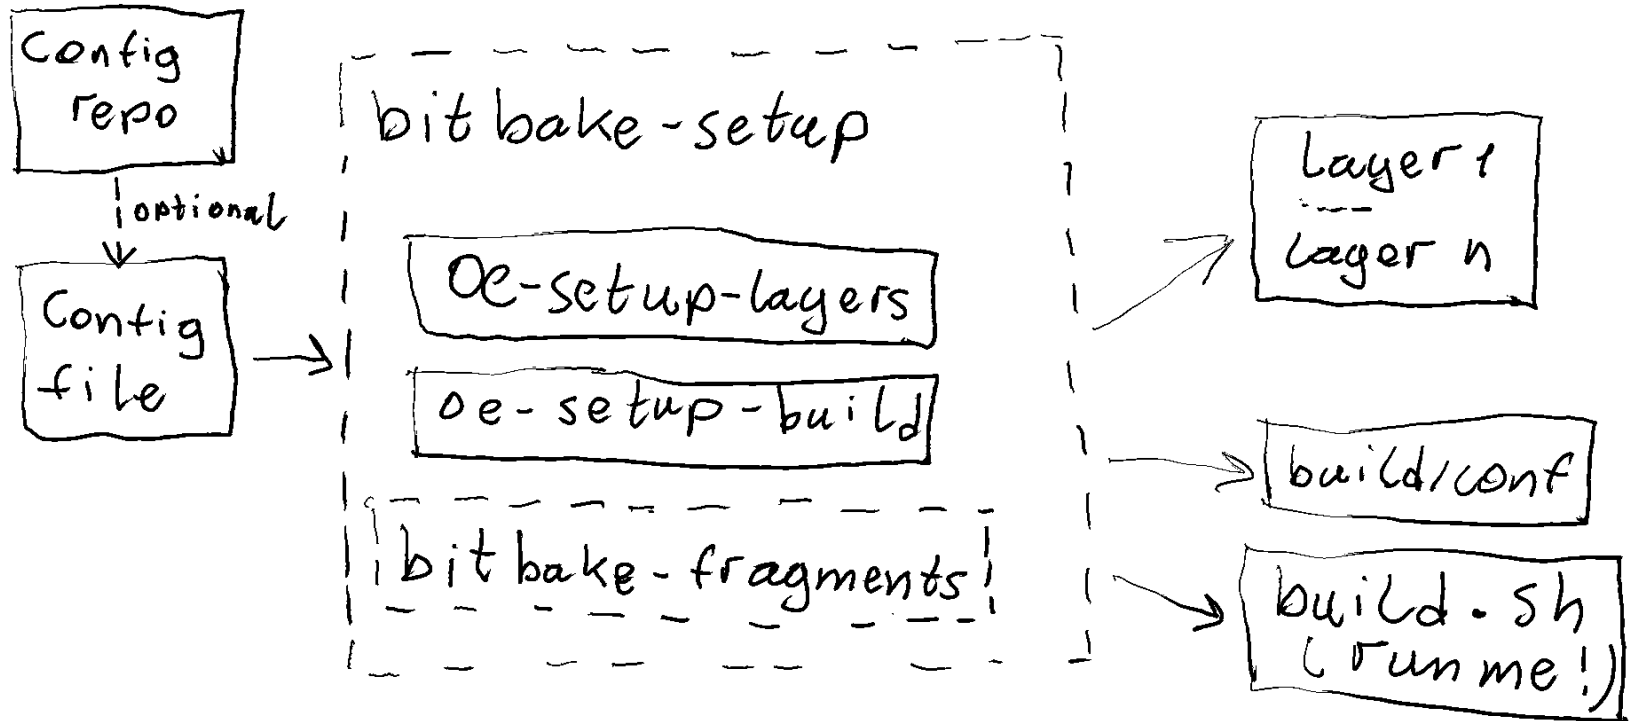 Config
repo
optional
Config
file
bitbake-setup
oe-setup-layers
oe-setup-build
bitbake-fragments
Layer 1
Layer n
build/conf
build.sh
(run me!)